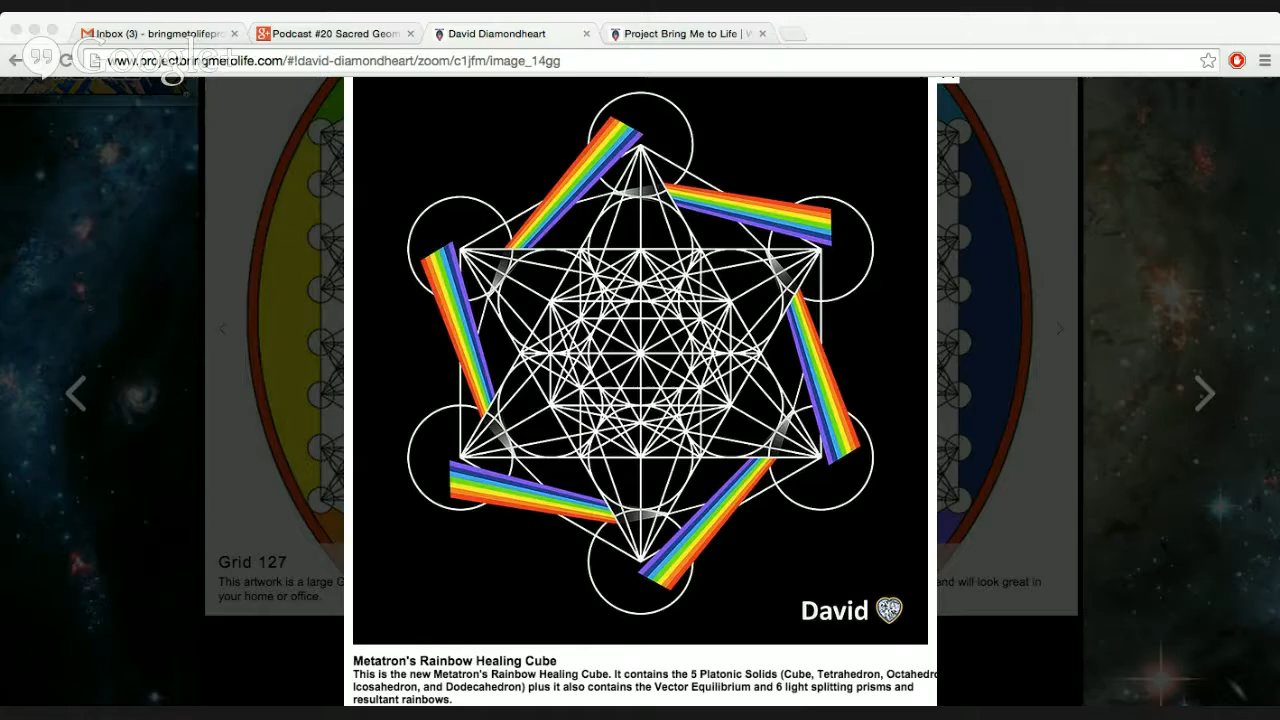 Inbox (3) - bringmetolifepro
Podcast #20 Sacred Geom
David Diamondheart
Project Bring Me to Life | W
Google+
www.projectbringmetolife.com/#!david-diamondheart/zoom/c1jfm/image_14gg
David
Grid 127
This artwork is a large G
and will look great in
your home or office.
Metatron's Rainbow Healing Cube
This is the new Metatron's Rainbow Healing Cube. It contains the 5 Platonic Solids (Cube, Tetrahedron, Octahedro
Icosahedron, and Dodecahedron) plus it also contains the Vector Equilibrium and 6 light splitting prisms and
resultant rainbows.